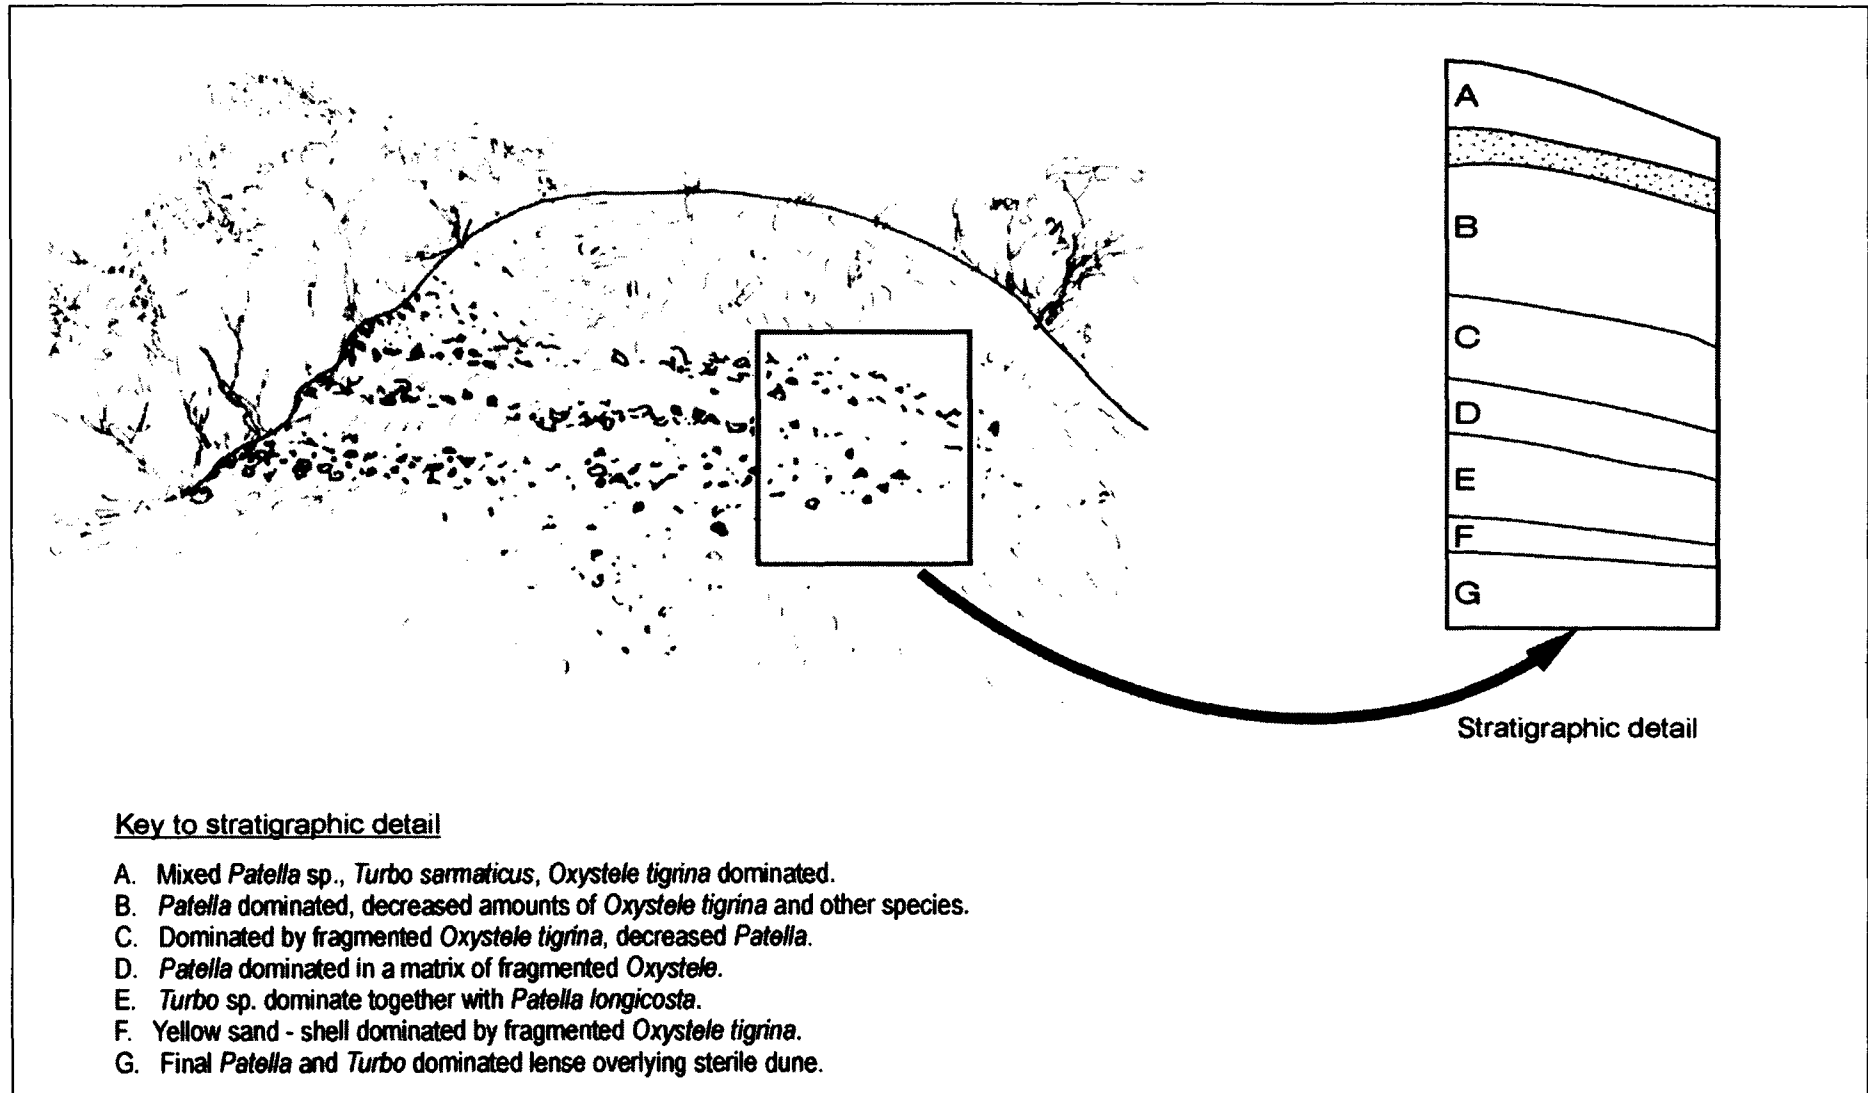 A
B
C
D
E
F
G
Stratigraphic detail
Key to stratigraphic detail
A. Mixed Patella sp., Turbo sarmaticus, Oxystele tigrina dominated.
B. Patella dominated, decreased amounts of Oxystele tigrina and other species.
C. Dominated by fragmented Oxystele tigrina, decreased Patella.
D. Patella dominated in a matrix of fragmented Oxystele.
E. Turbo sp. dominate together with Patella longicosta.
F. Yellow sand - shell dominated by fragmented Oxystele tigrina.
G. Final Patella and Turbo dominated lense overlying sterile dune.